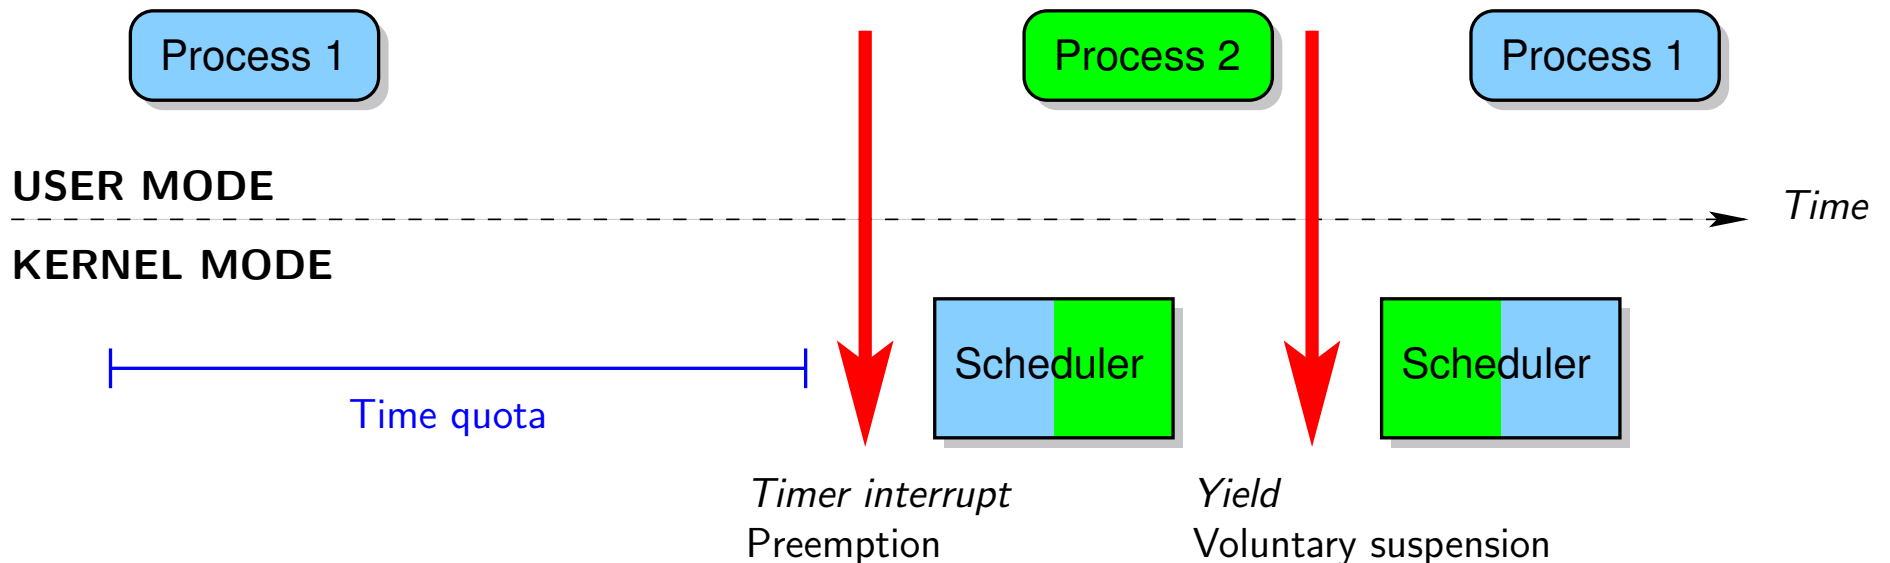 Process 1
Process 2
Process 1
USER MODE
Time
KERNEL MODE
Scheduler
Scheduler
Time quota
Timer interrupt
Preemption
Yield
Voluntary suspension